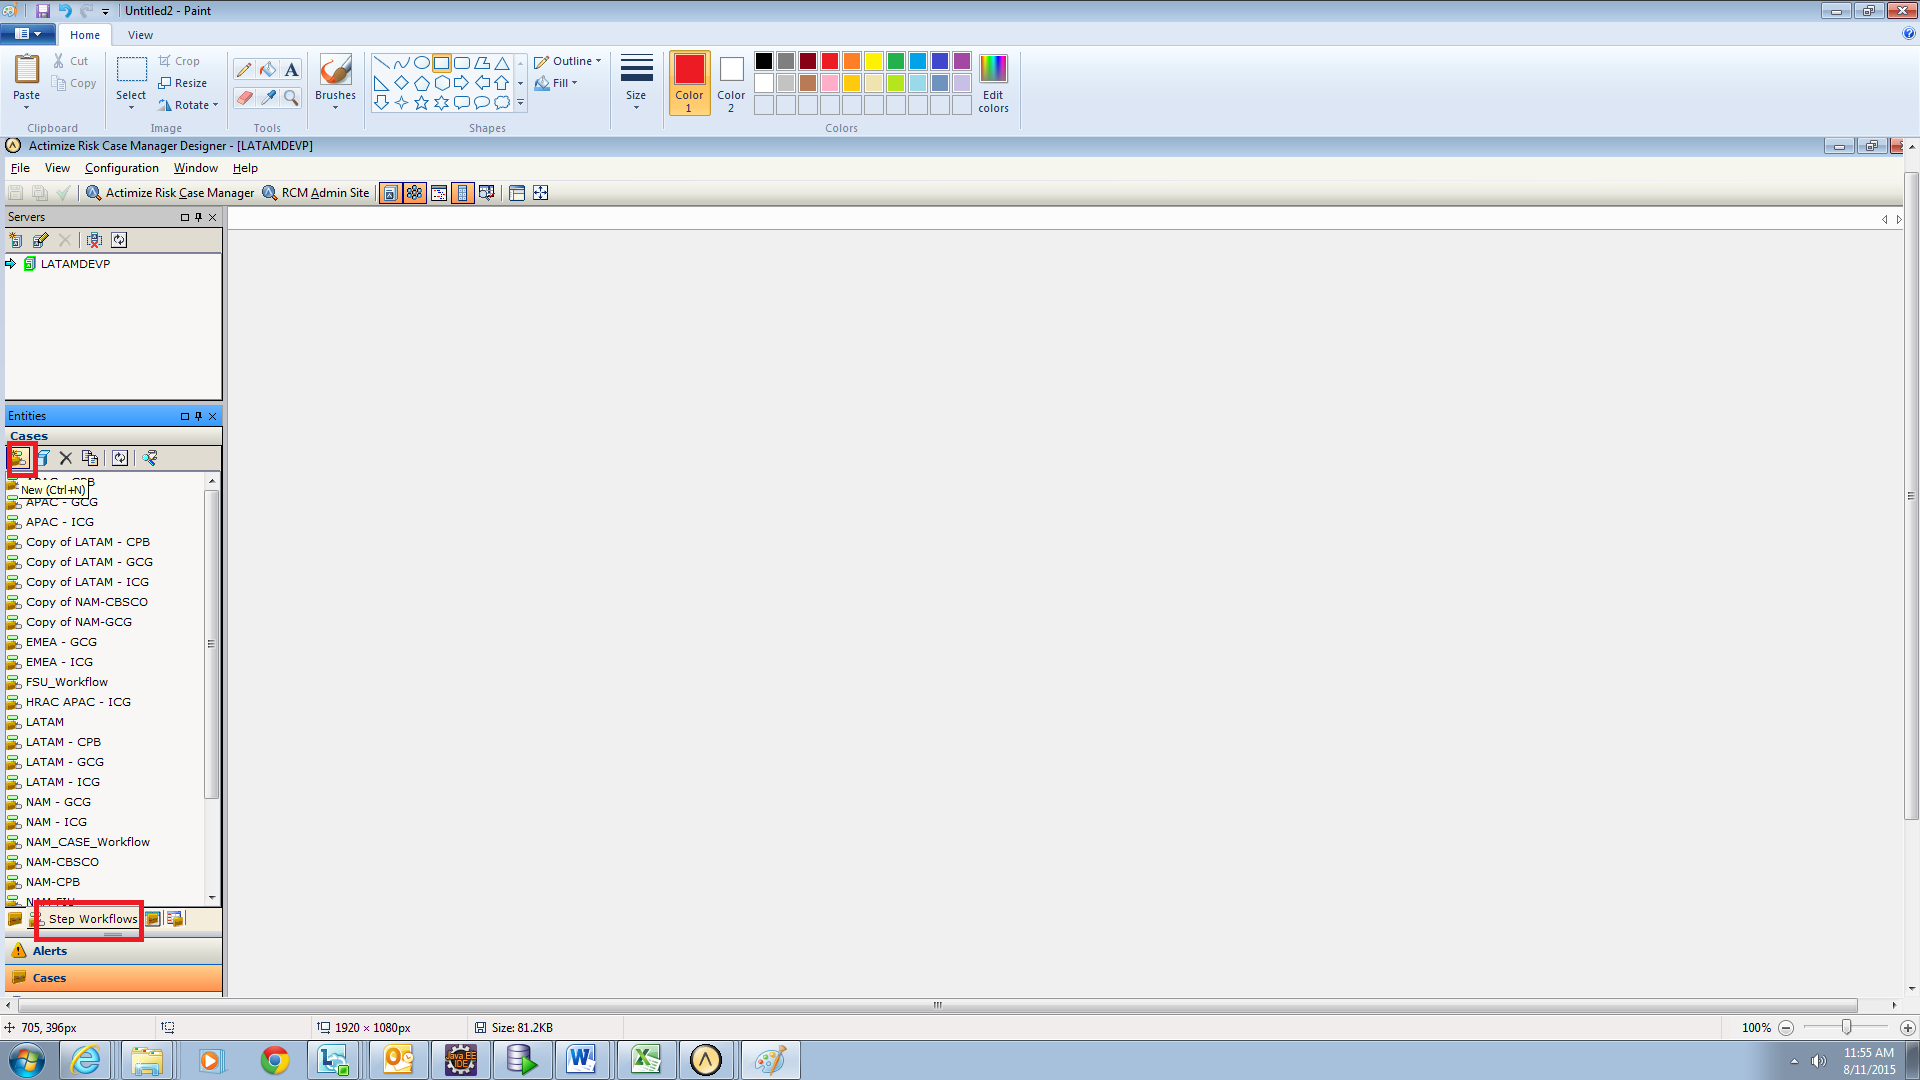 Untitled2 - Paint
Home View
Cut
Copy
Paste
Clipboard
Crop
Resize
Rotate
Select
Image
A
Tools
Brushes
Outline
Fill
Shapes
Size
Color 1
Color 2
Edit colors
Colors
Actimize Risk Case Manager Designer - [LATAMDEVP]
File View Configuration Window Help
Actimize Risk Case Manager RCM Admin Site
Servers
LATAMDEVP
Entities
Cases
New (Ctrl+N)
APAC - GCG
APAC - ICG
Copy of LATAM - CPB
Copy of LATAM - GCG
Copy of LATAM - ICG
Copy of NAM-CBSCO
Copy of NAM-GCG
EMEA - GCG
EMEA - ICG
FSU_Workflow
HRAC APAC - ICG
LATAM
LATAM - CPB
LATAM - GCG
LATAM - ICG
NAM - GCG
NAM - ICG
NAM_CASE_Workflow
NAM-CBSCO
NAM-CPB
Step Workflows
Alerts
Cases
705, 396px
1920 × 1080px
Size: 81.2KB
100%
Java EE IDE
11:55 AM
8/11/2015